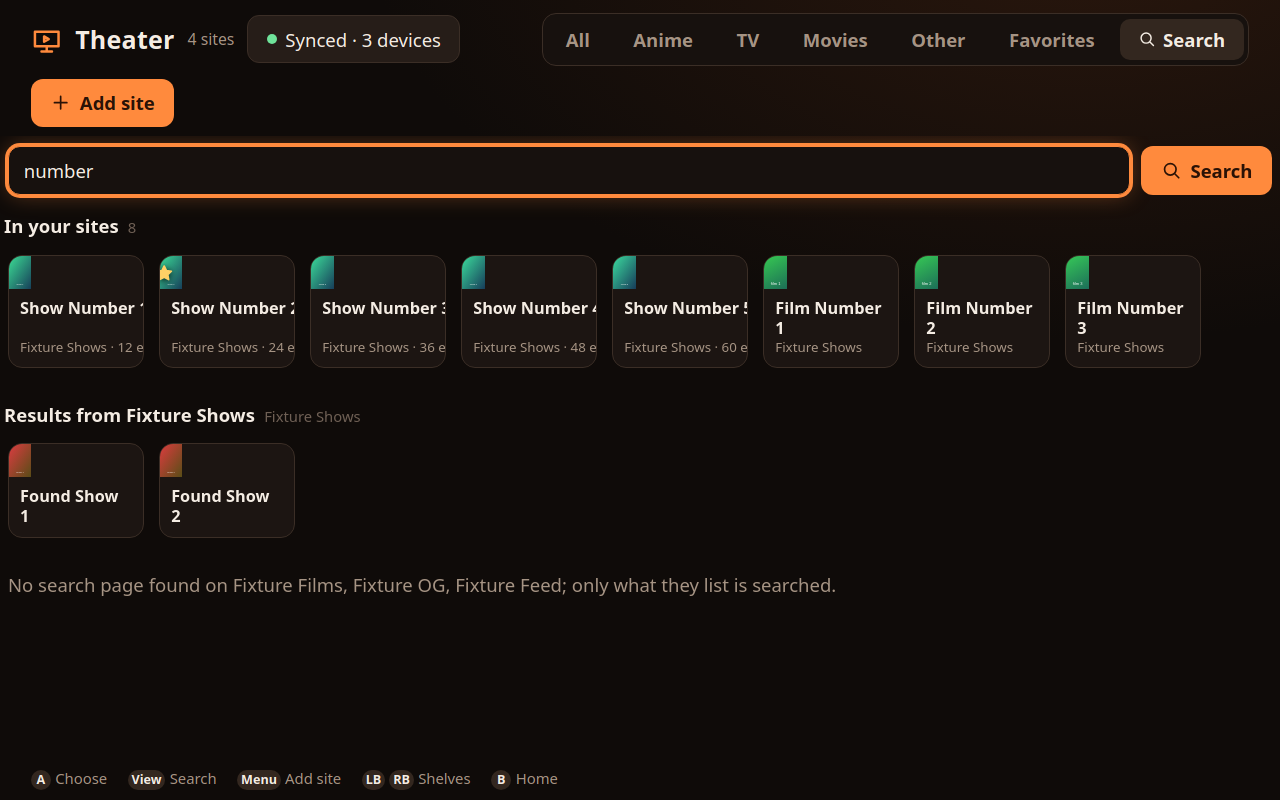 Theater 4 sites Synced · 3 devices All Anime TV Movies Other Favorites Search
Add site
number Search
In your sites 8
Show Number Show Number Show Number Show Number Show Number Film Number 1 Film Number 2 Film Number 3
Fixture Shows · 12 Fixture Shows · 24 Fixture Shows · 36 Fixture Shows · 48 Fixture Shows · 60 Fixture Shows Fixture Shows Fixture Shows
Results from Fixture Shows Fixture Shows
Found Show 1 Found Show 2
No search page found on Fixture Films, Fixture OG, Fixture Feed; only what they list is searched.
A Choose View Search Menu Add site LB RB Shelves B Home